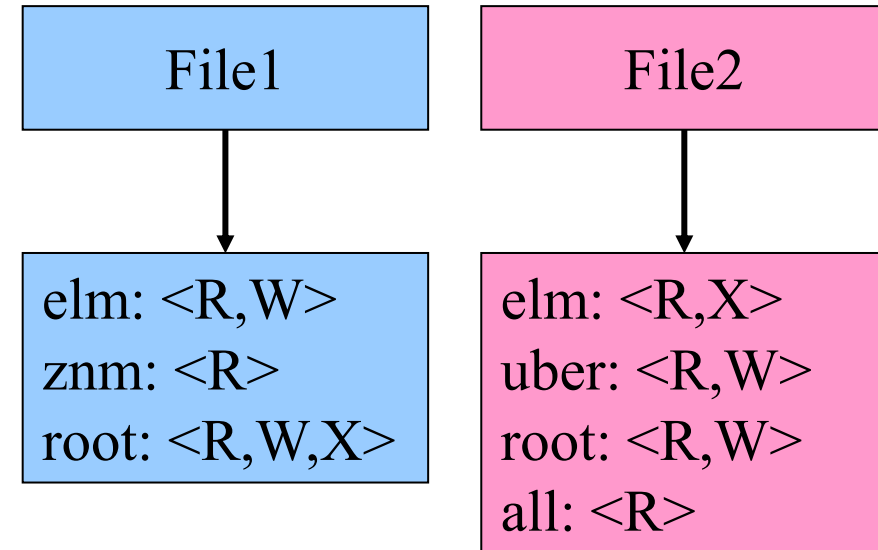 File1
elm: <R,W>
znm: <R>
root: <R,W,X>
File2
elm: <R,X>
uber: <R,W>
root: <R,W>
all: <R>